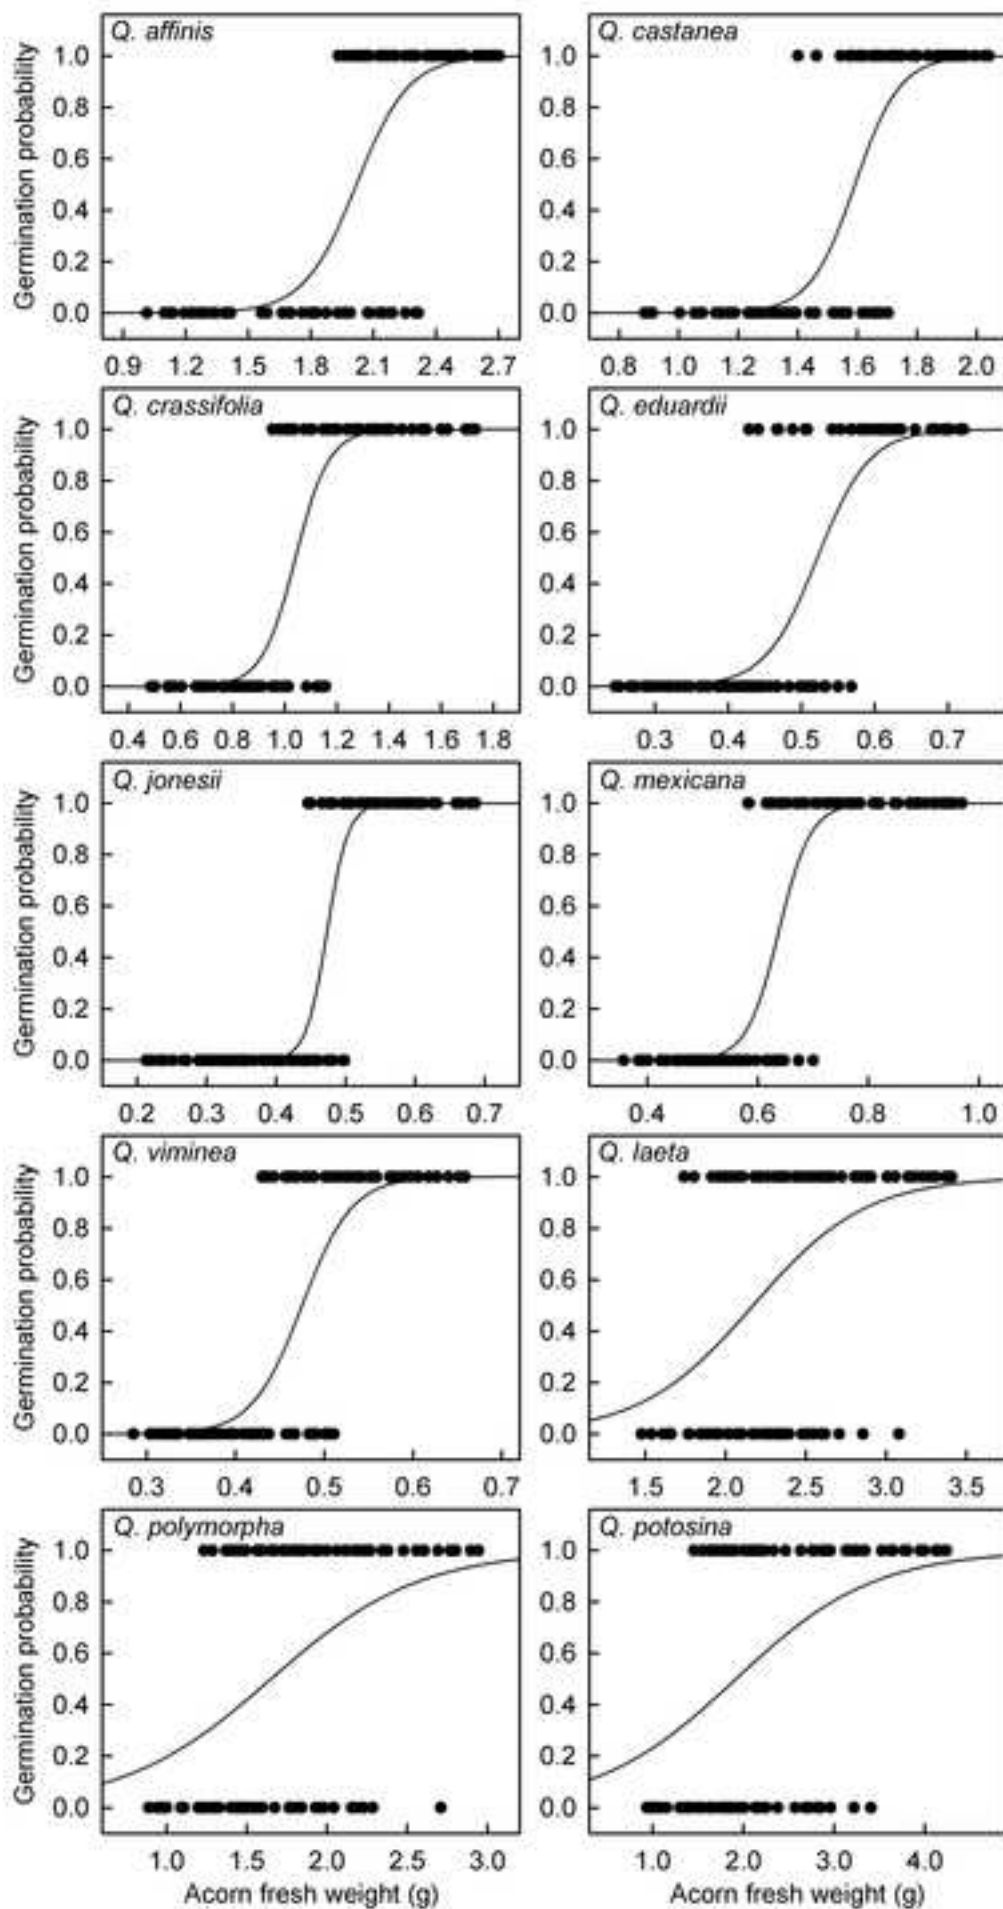 Q. affinis
Q. castanea
Germination probability
1.0
0.8
0.6
0.4
0.2
0.0
1.0
0.8
0.6
0.4
0.2
0.0
0.9 1.2 1.5 1.8 2.1 2.4 2.7
0.8 1.0 1.2 1.4 1.6 1.8 2.0
Q. crassifolia
Q. eduardii
Germination probability
1.0
0.8
0.6
0.4
0.2
0.0
1.0
0.8
0.6
0.4
0.2
0.0
0.4 0.6 0.8 1.0 1.2 1.4 1.6 1.8
0.3 0.4 0.5 0.6 0.7
Q. jonesii
Q. mexicana
Germination probability
1.0
0.8
0.6
0.4
0.2
0.0
1.0
0.8
0.6
0.4
0.2
0.0
0.2 0.3 0.4 0.5 0.6 0.7
0.4 0.6 0.8 1.0
Q. viminea
Q. laeta
Germination probability
1.0
0.8
0.6
0.4
0.2
0.0
1.0
0.8
0.6
0.4
0.2
0.0
0.3 0.4 0.5 0.6 0.7
1.5 2.0 2.5 3.0 3.5
Q. polymorpha
Q. potosina
Germination probability
1.0
0.8
0.6
0.4
0.2
0.0
1.0
0.8
0.6
0.4
0.2
0.0
1.0 1.5 2.0 2.5 3.0
1.0 2.0 3.0 4.0
Acorn fresh weight (g)
Acorn fresh weight (g)